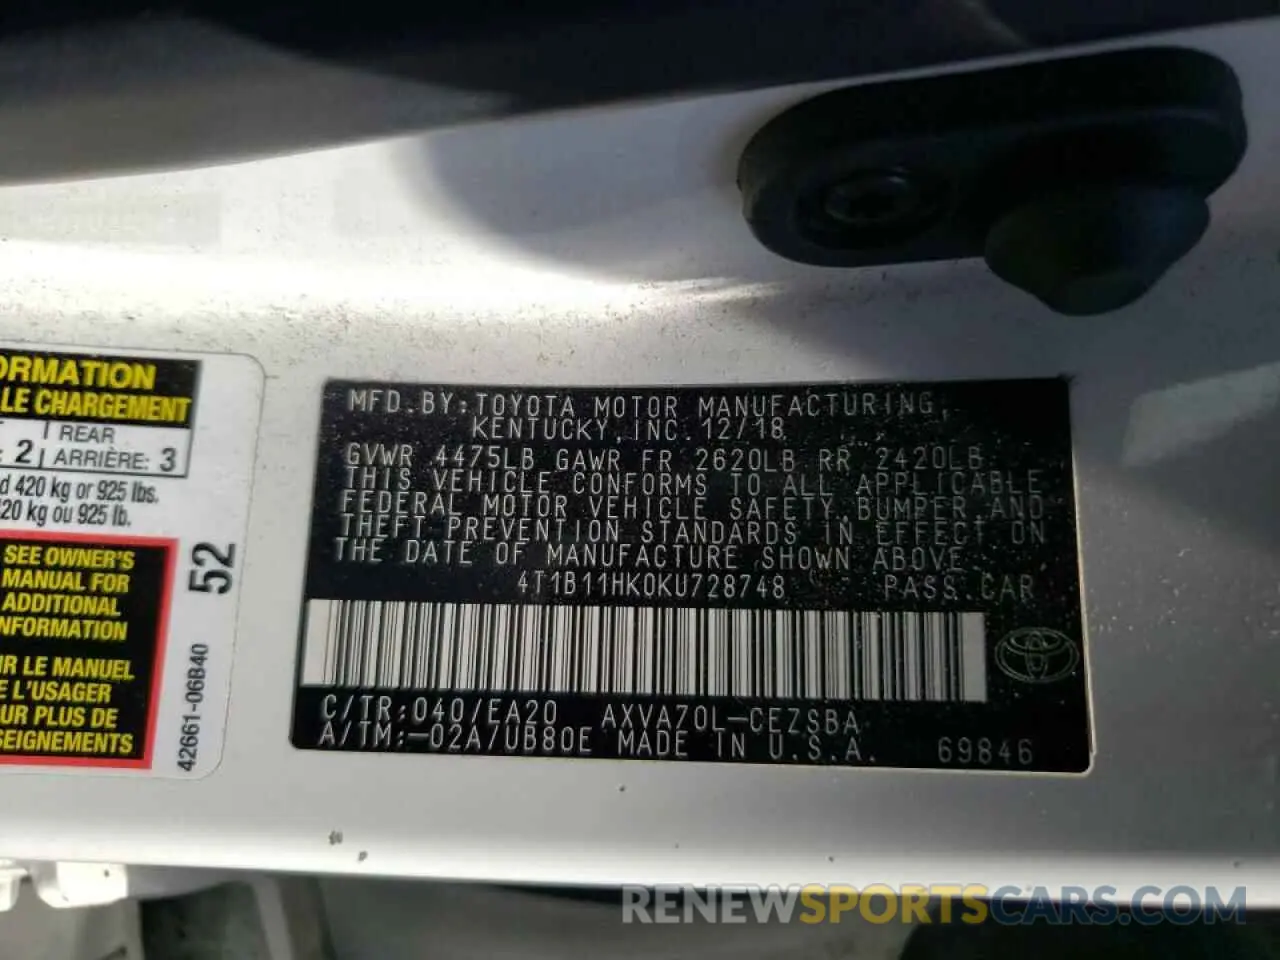 ORMATION
LE CHARGEMENT
: 2 REAR
ARRIÈRE: 3
d 420 kg or 925 lbs.
20 kg ou 925 lb.
SEE OWNER'S
MANUAL FOR
ADDITIONAL
NFORMATION
IR LE MANUEL
E L'USAGER
UR PLUS DE
SEIGNEMENTS
52
42661-06B40
MFD.BY:TOYOTA MOTOR MANUFACTURING,
KENTUCKY,INC.12/18
GVWR 4475LB GAWR FR 2620LB RR 2420LB
THIS VEHICLE CONFORMS TO ALL APPLICABLE
FEDERAL MOTOR VEHICLE SAFETY,BUMPER,AND
THEFT PREVENTION STANDARDS IN EFFECT ON
THE DATE OF MANUFACTURE SHOWN ABOVE.
4T1B11HK0KU728748 PASS.CAR
C/TR:040/EA20 AXVA70L-CEZSBA
A/TM:-02A/UB80E MADE IN U.S.A. 69846
RENEWSPORTSCARS.COM